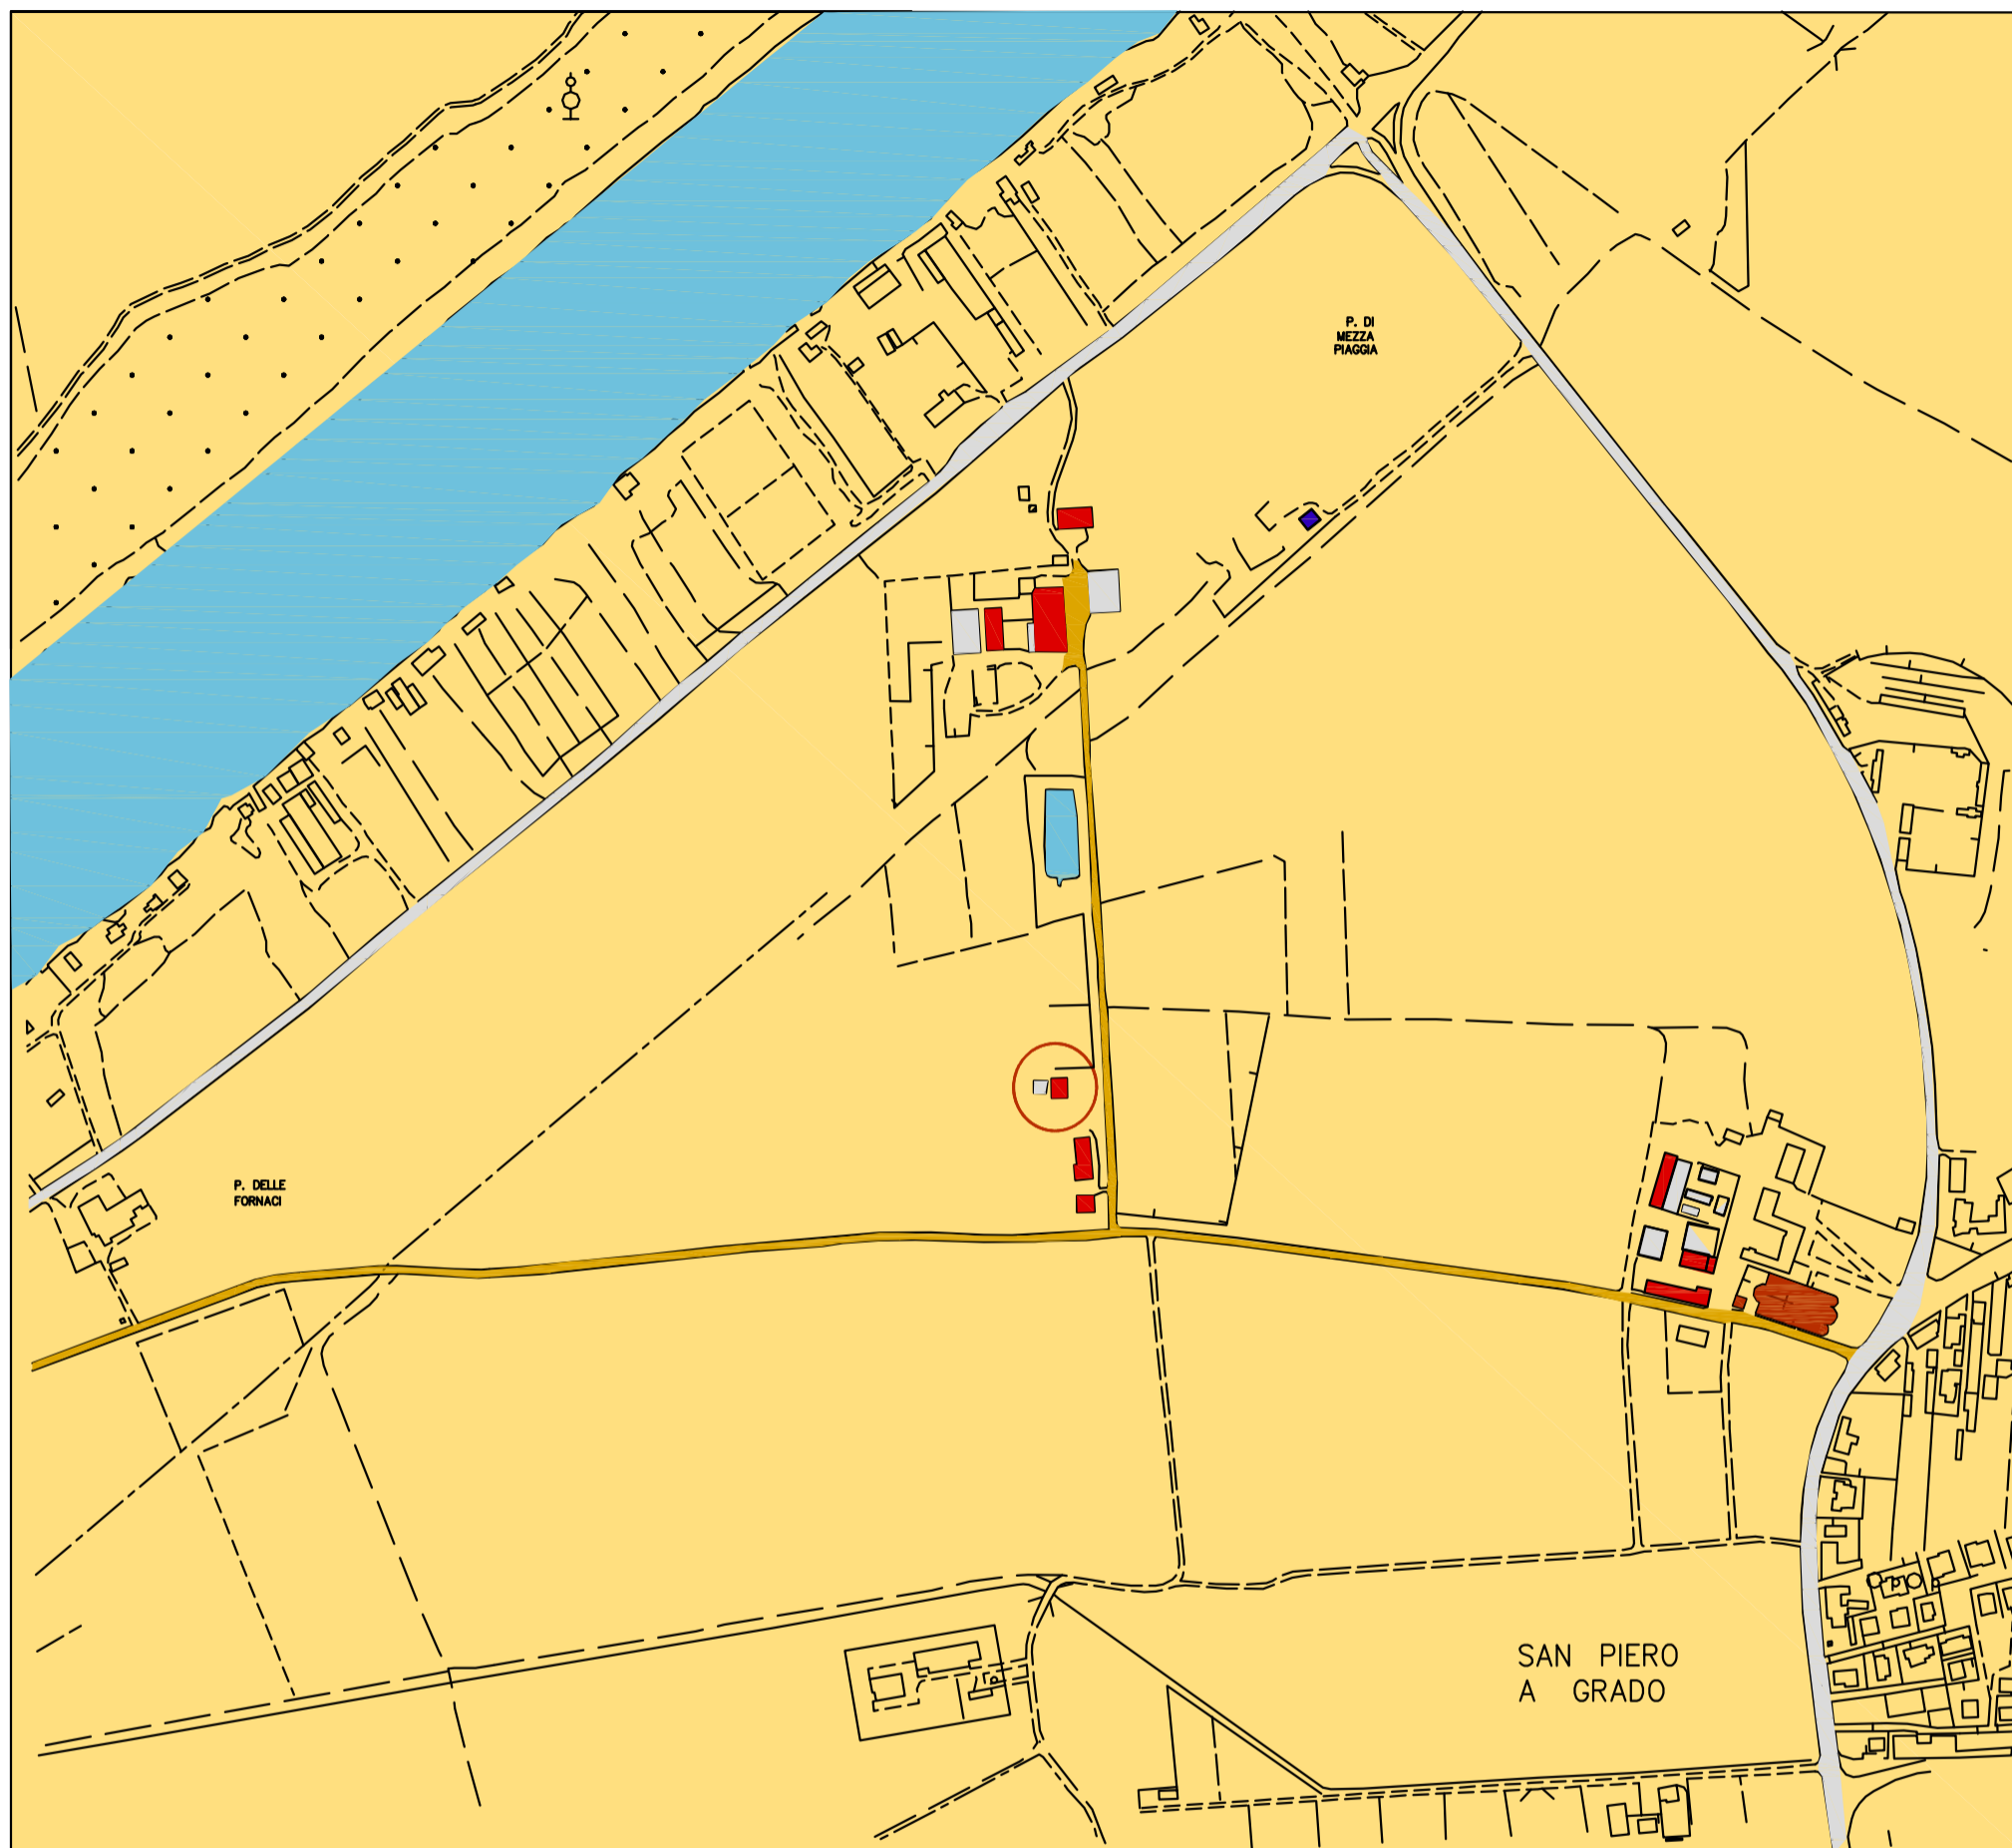 P. DI
MEZZA
PIAGGIA
P. DELLE
FORNACI
SAN PIERO
A GRADO